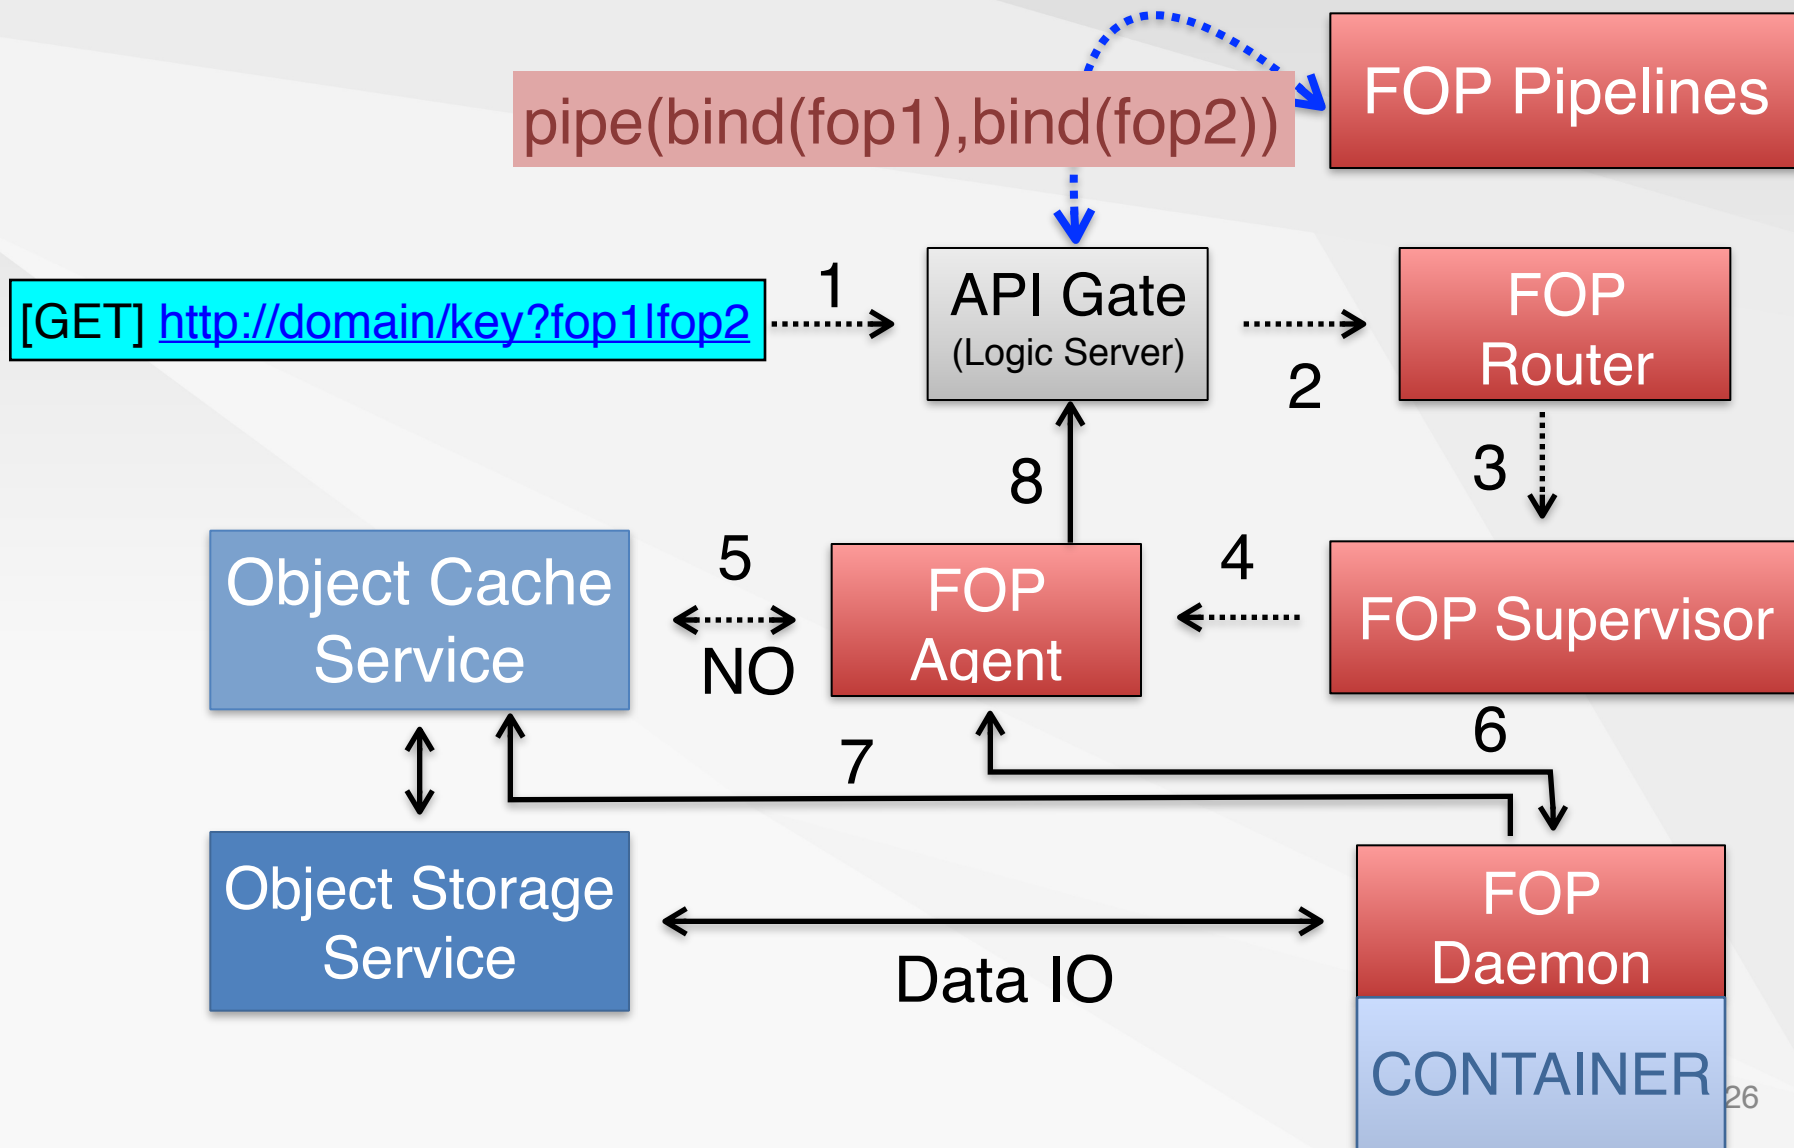 FOP Pipelines
pipe(bind(fop1),bind(fop2))
[GET] http://domain/key?fop1|fop2
1
API Gate
(Logic Server)
2
FOP
Router
3
8
Object Cache
Service
5
NO
FOP
Agent
4
FOP Supervisor
6
7
Object Storage
Service
Data IO
FOP
Daemon
CONTAINER
26